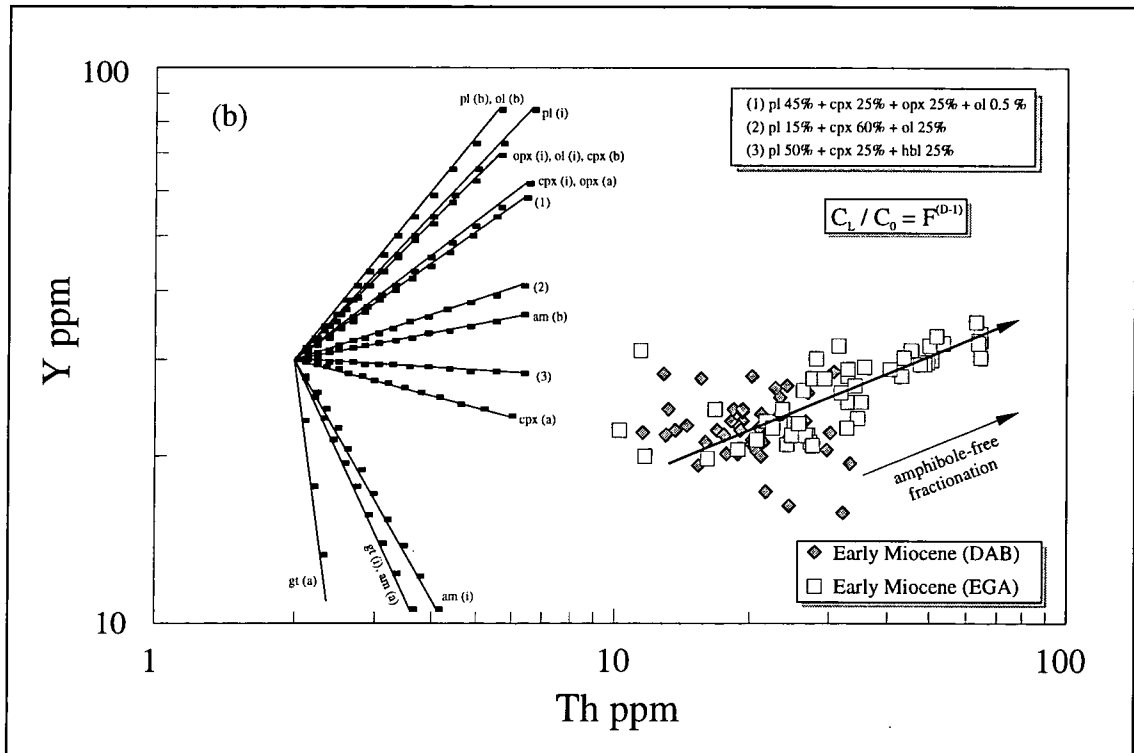 100
(b)
pl (b), ol (b)
pl (i)
opx (i), ol (i), cpx (b)
cpx (i), opx (a)
(1)
(2)
am (b)
(3)
cpx (a)
gt (a)
gt (i), am (a)
am (i)
(1) pl 45% + cpx 25% + opx 25% + ol 0.5 %
(2) pl 15% + cpx 60% + ol 25%
(3) pl 50% + cpx 25% + hbl 25%
C_L / C_0 = F^(D-1)
amphibole-free
fractionation
Early Miocene (DAB)
Early Miocene (EGA)
Y ppm
10
1
10
100
Th ppm